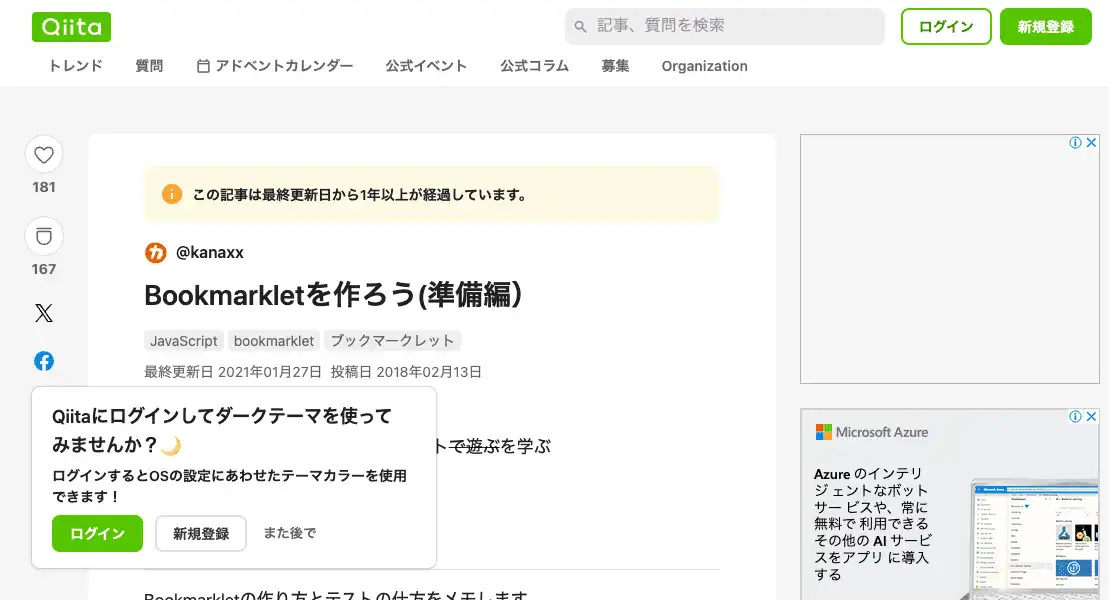 Qiita
記事、質問を検索
ログイン
新規登録
トレンド
質問
アドベントカレンダー
公式イベント
公式コラム
募集
Organization
181
167
この記事は最終更新日から1年以上が経過しています。
@kanaxx
Bookmarkletを作ろう(準備編）
JavaScript
bookmarklet
ブックマークレット
最終更新日 2021年01月27日 投稿日 2018年02月13日
トで遊ぶを学ぶ
Qiitaにログインしてダークテーマを使って
みませんか？🌙
ログインするとOSの設定にあわせたテーマカラーを使用
できます！
ログイン
新規登録
また後で
Bookmarkletの作り方とテストの仕方をメモします
Microsoft Azure
Azure のインテリ
ジェントなボット
サービスや、常に
無料で 利用できる
その他の AI サービ
スをアプリ に導入
する